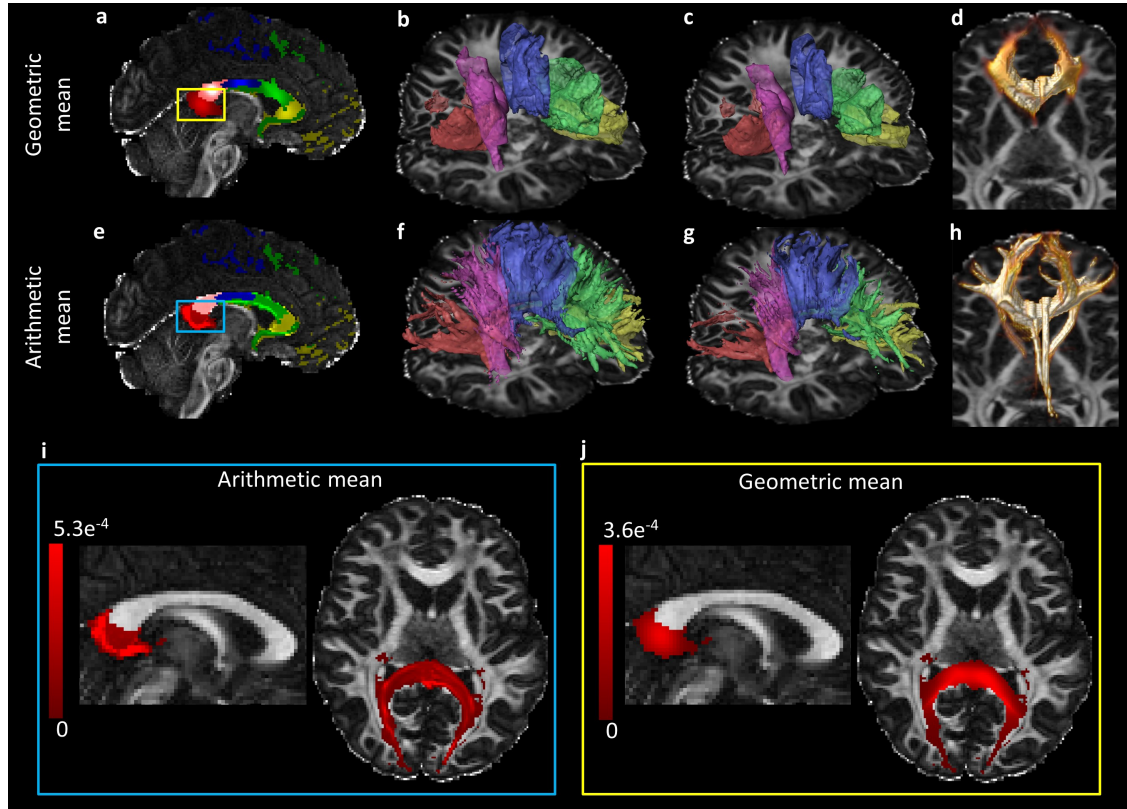 a
b
c
d
Geometric
mean
e
f
g
h
Arithmetic
mean
i
Arithmetic mean
5.3e-4
0
j
Geometric mean
3.6e-4
0